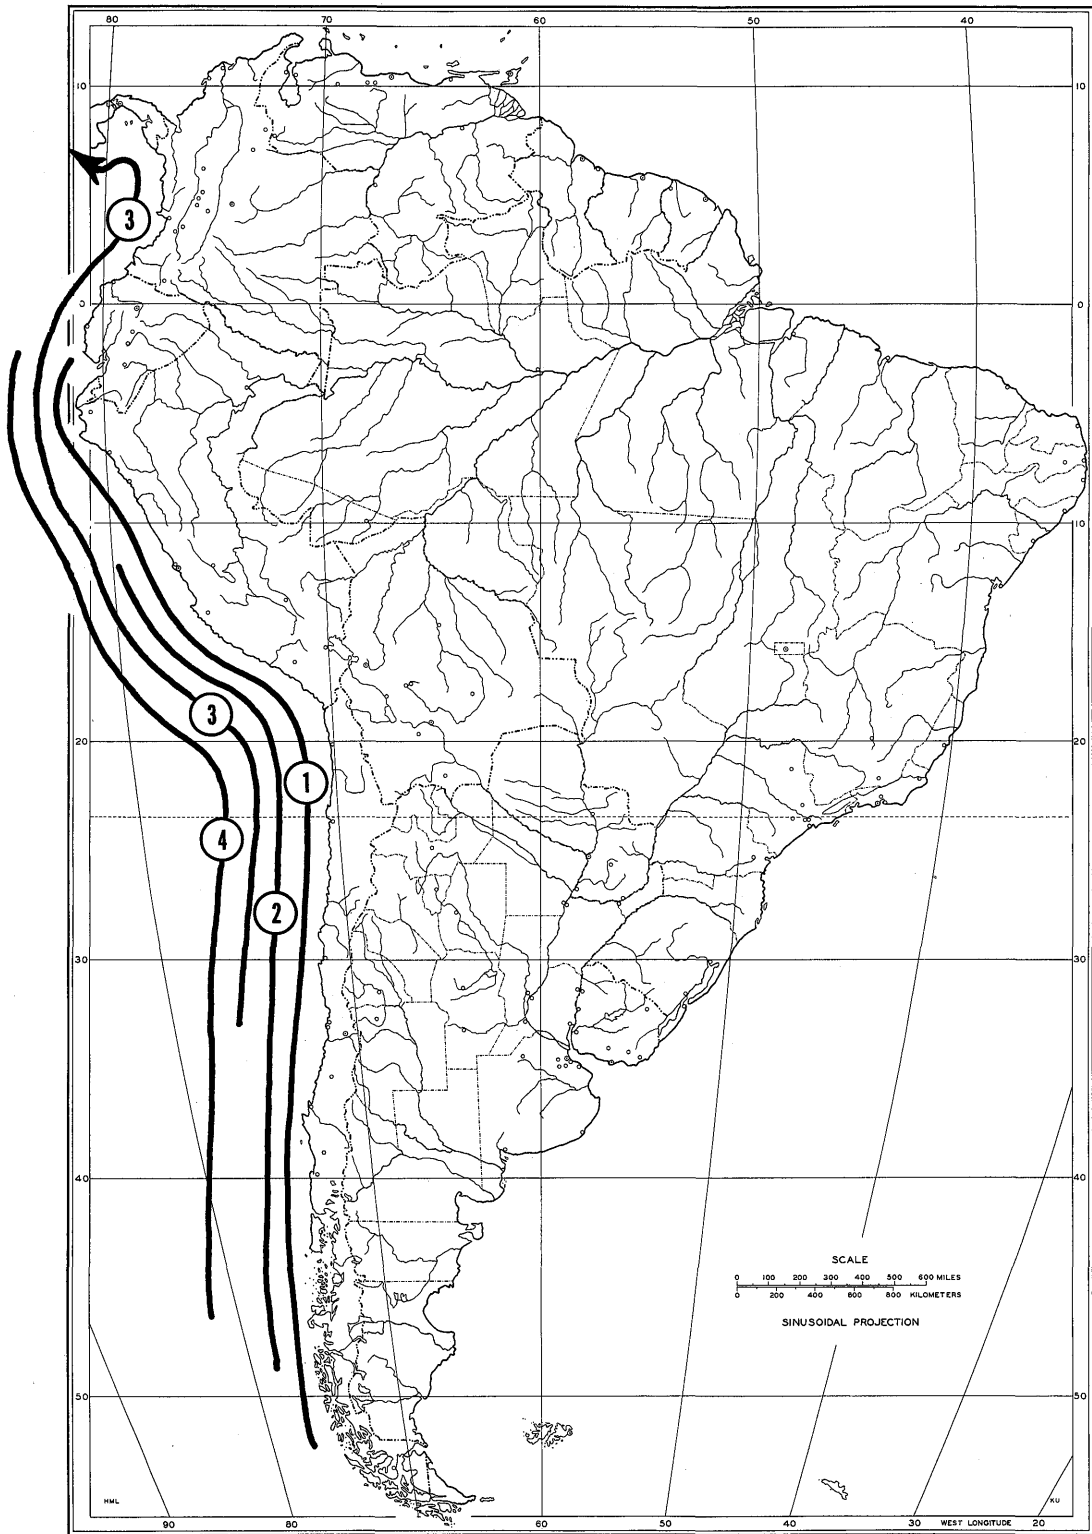 80 70 60 50 40
10 10
3
0 0
10 10
3
20 20
1
4
2
30 30
40 40
SCALE
0 100 200 300 400 500 600 MILES
0 200 400 600 800 KILOMETERS
SINUSOIDAL PROJECTION
50 50
HML KU
90 80 60 50 40 30 WEST LONGITUDE 20